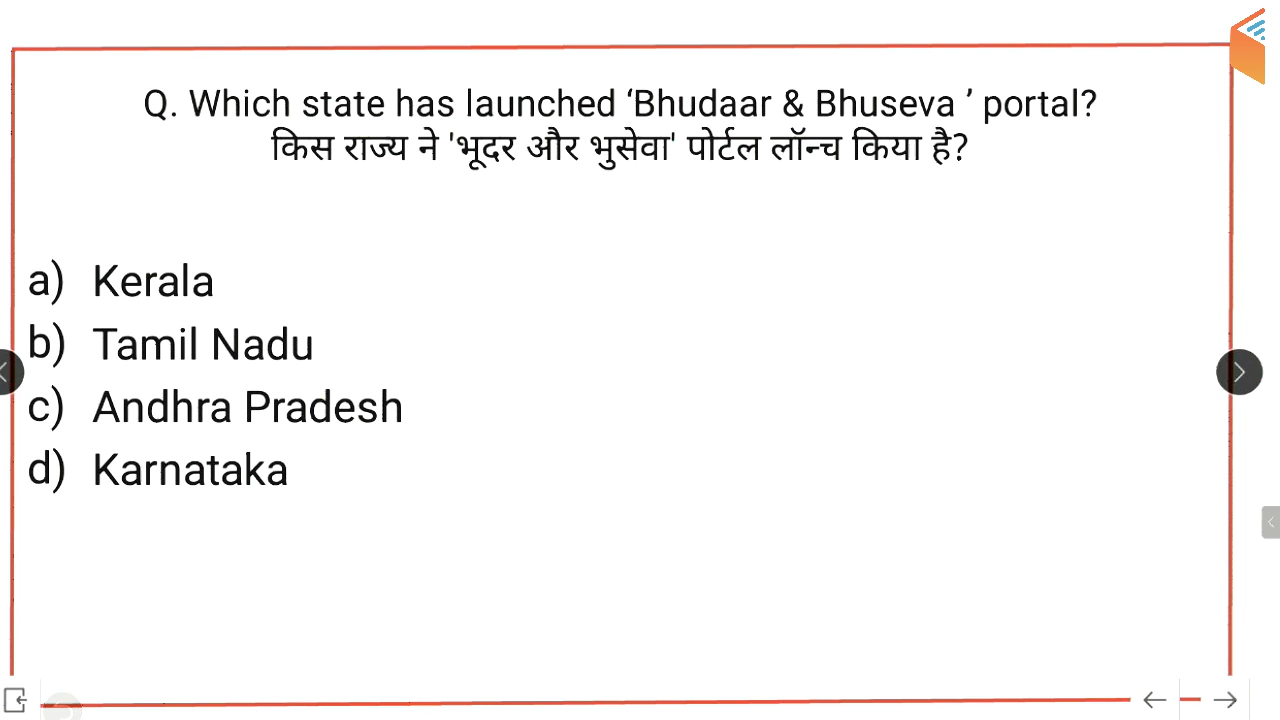 Q. Which state has launched ‘Bhudaar & Bhuseva ’ portal?
किस राज्य ने 'भूदर और भुसेवा' पोर्टल लॉन्च किया है?
a) Kerala
b) Tamil Nadu
c) Andhra Pradesh
d) Karnataka